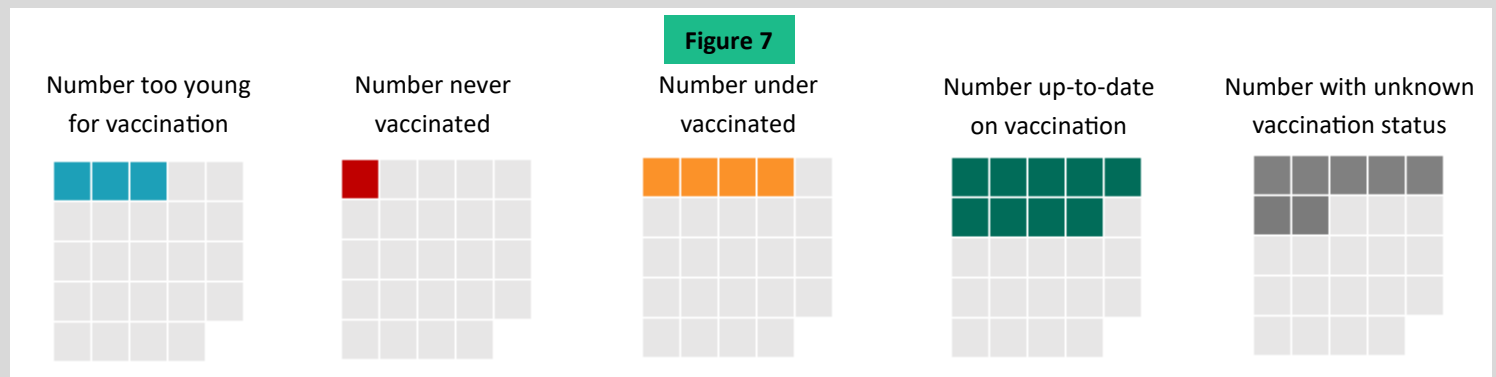 Figure 7
Number too young
for vaccination
Number never
vaccinated
Number under
vaccinated
Number up-to-date
on vaccination
Number with unknown
vaccination status